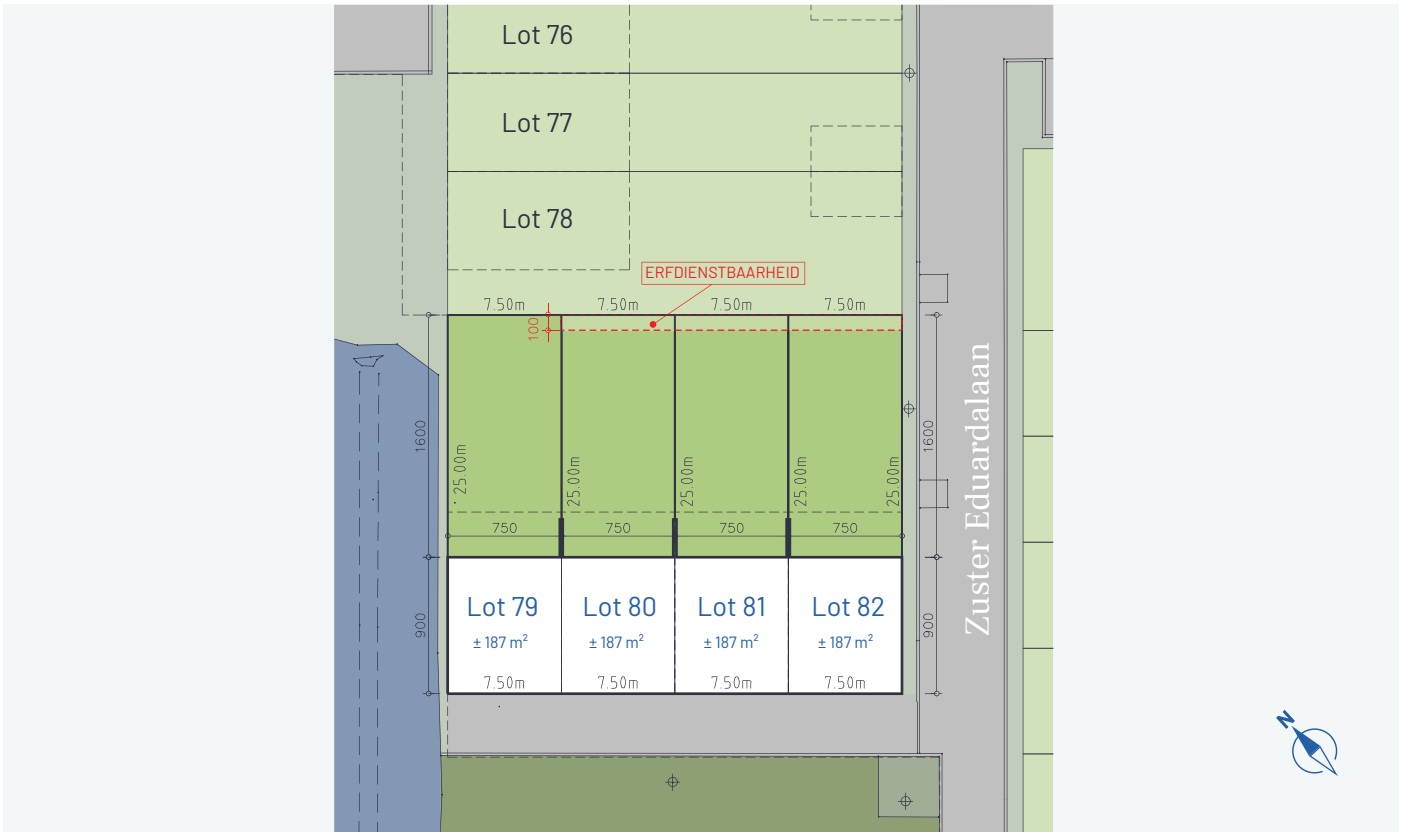 Lot 76
Lot 77
Lot 78
ERFDIENSTBAARHEID
7.50m 7.50m 7.50m 7.50m
100
1600
1600
25.00m
25.00m
25.00m
25.00m
25.00m
750 750 750 750
Zuster Eduardalaan
Lot 79 Lot 80 Lot 81 Lot 82
± 187 m² ± 187 m² ± 187 m² ± 187 m²
900
900
7.50m 7.50m 7.50m 7.50m
N